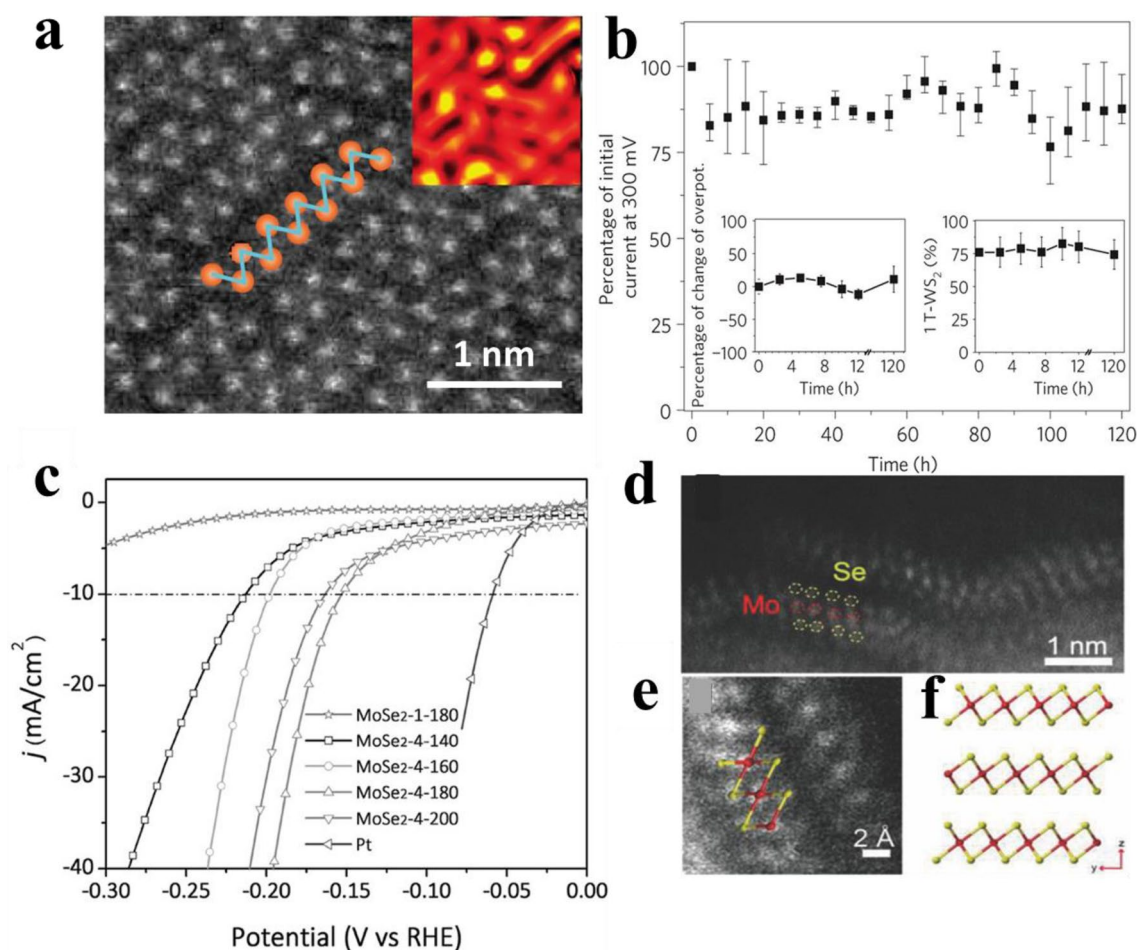 a
1 nm
b
Percentage of initial
current at 300 mV
100
75
50
25
0
0
20
40
60
80
100
120
Time (h)
Percentage of change of overpot.
100
50
0
−50
−100
0
4
8
12
120
Time (h)
1 T-WS2 (%)
100
75
50
25
0
0
4
8
12
120
Time (h)
c
j (mA/cm2)
0
-10
-20
-30
-40
-0.30
-0.25
-0.20
-0.15
-0.10
-0.05
0.00
Potential (V vs RHE)
MoSe2-1-180
MoSe2-4-140
MoSe2-4-160
MoSe2-4-180
MoSe2-4-200
Pt
d
Se
Mo
1 nm
e
2 Å
f
z
y